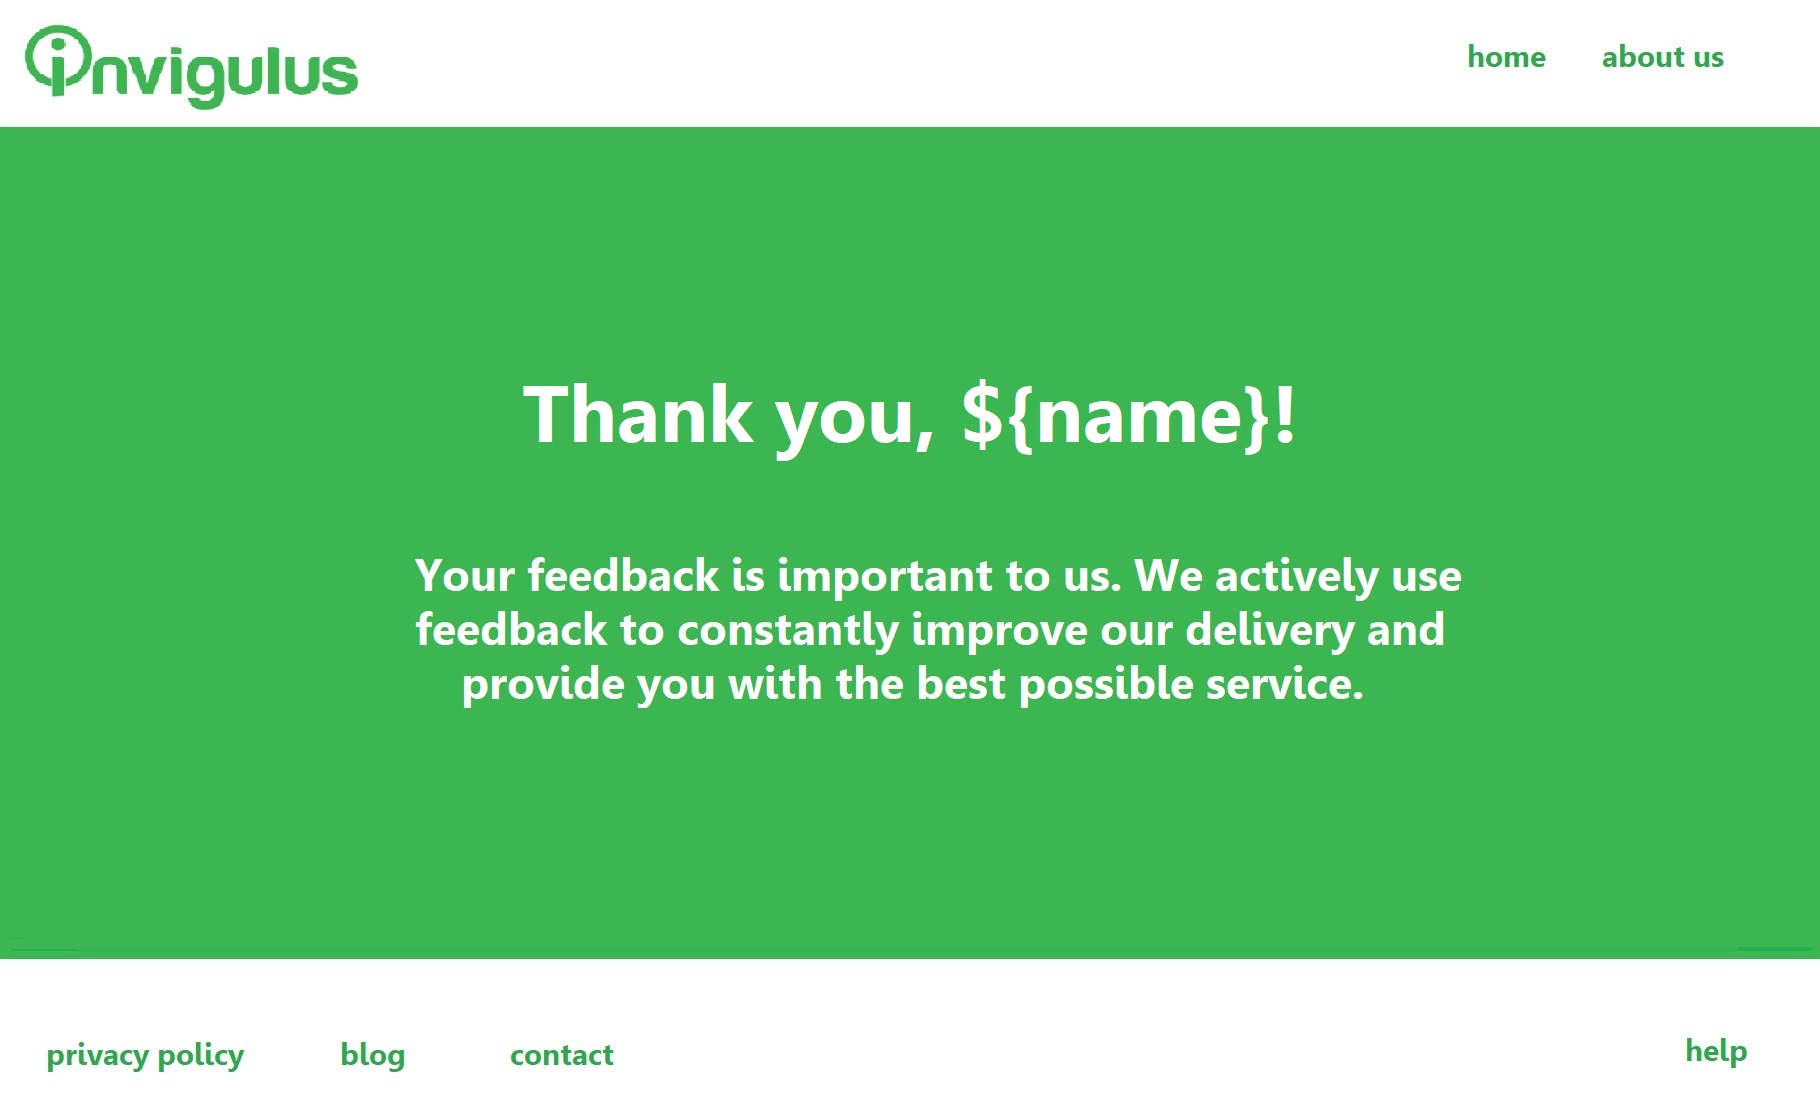 invigulus
home about us
Thank you, ${name}!
Your feedback is important to us. We actively use
feedback to constantly improve our delivery and
provide you with the best possible service.
privacy policy blog contact help